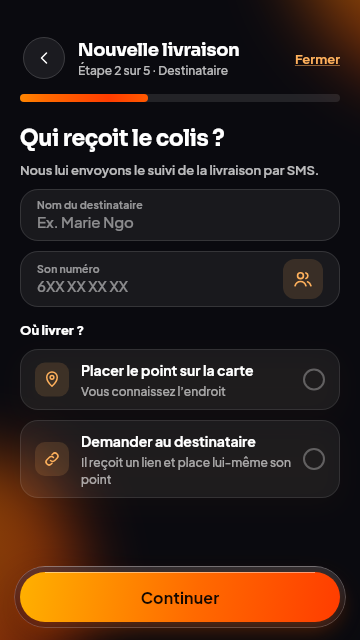 Nouvelle livraison
Étape 2 sur 5 · Destinataire
Fermer
Qui reçoit le colis ?
Nous lui envoyons le suivi de la livraison par SMS.
Nom du destinataire
Ex. Marie Ngo
Son numéro
6XX XX XX XX
Où livrer ?
Placer le point sur la carte
Vous connaissez l'endroit
Demander au destinataire
Il reçoit un lien et place lui-même son
point
Continuer